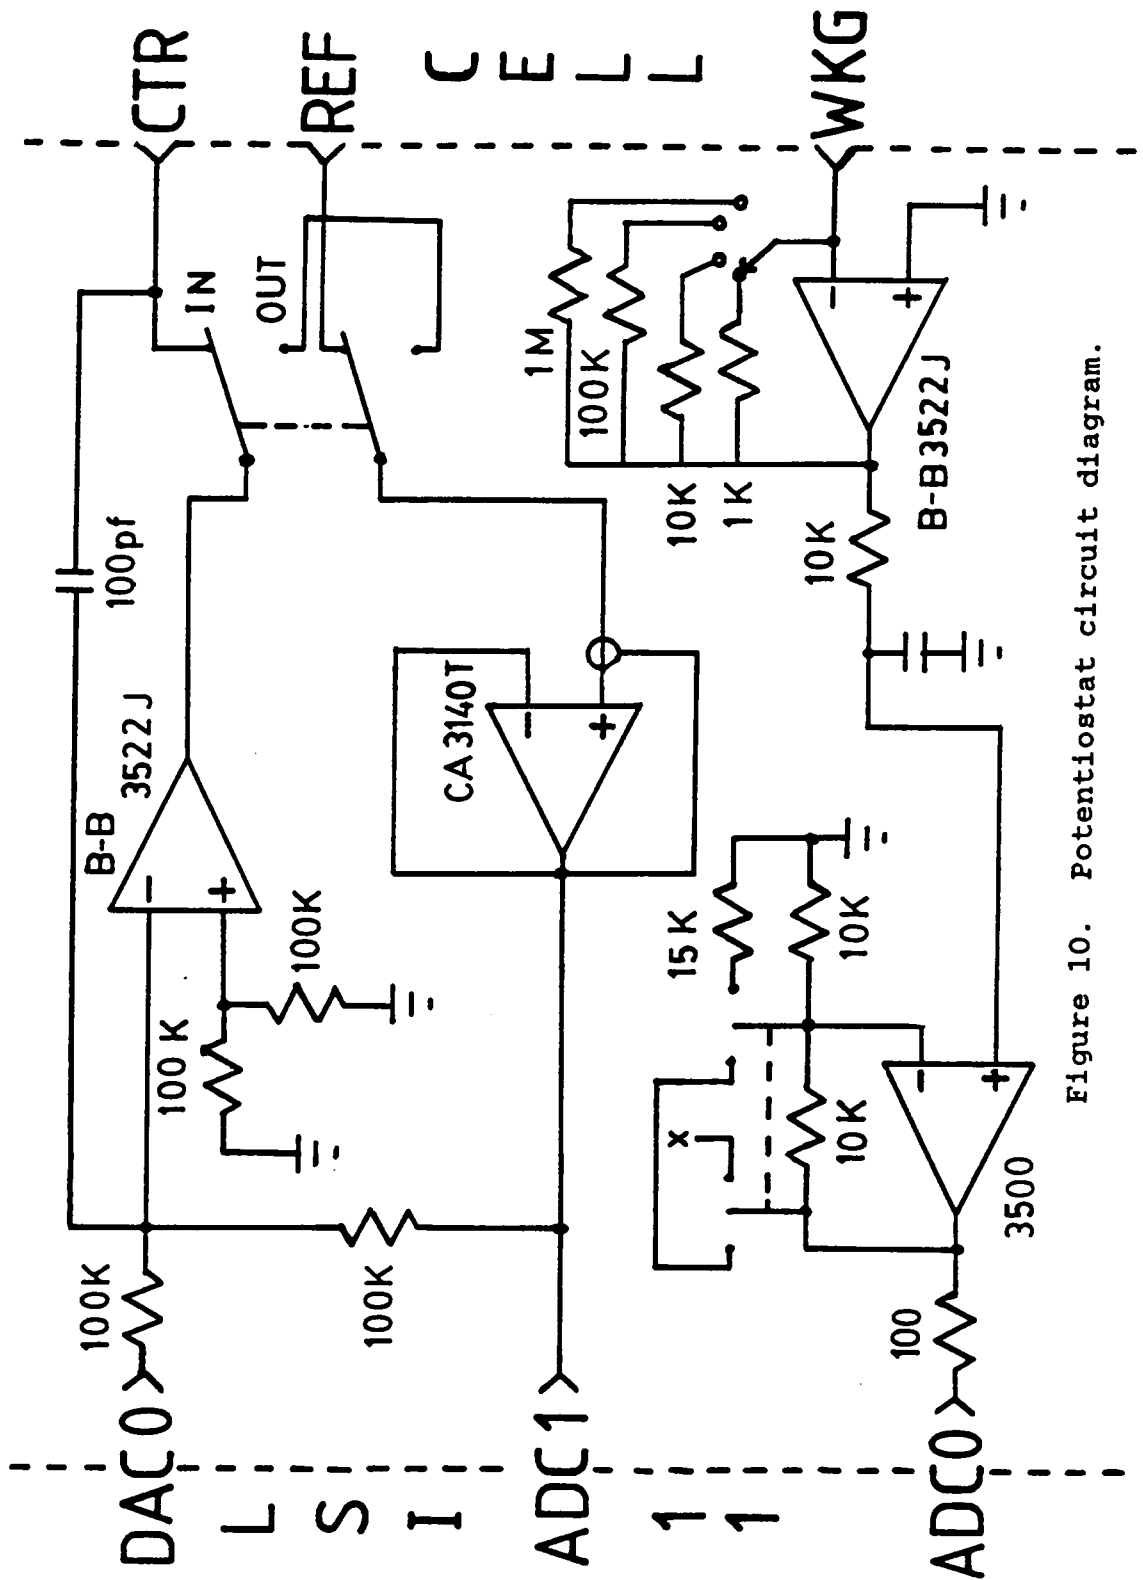 CTR
REF
CELL
WKG
IN
OUT
100pf
B-B
3522J
100K
100K
100K
100K
CA3140T
1M
100K
10K
1K
B-B3522J
10K
15K
10K
10K
X
3500
100
DAC0
LSI
ADC1
11
ADC0
Figure 10. Potentiostat circuit diagram.